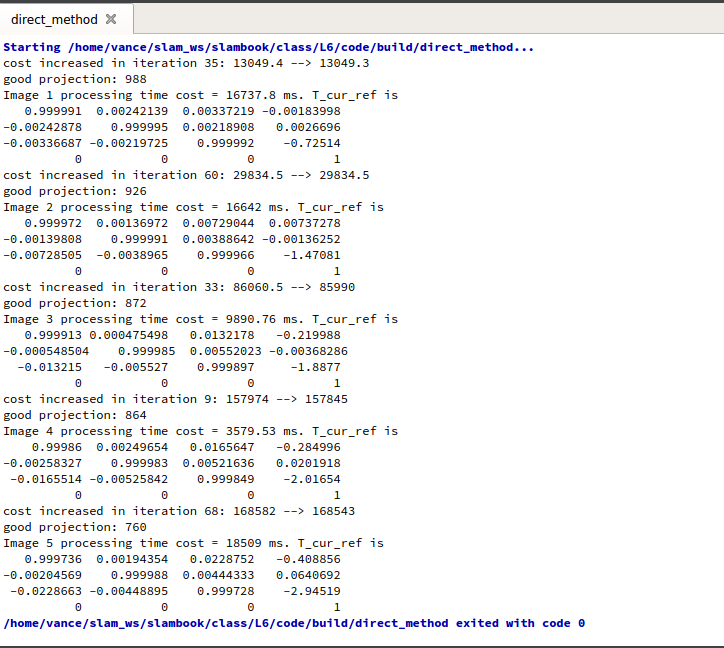 direct_method
Starting /home/vance/slam_ws/slambook/class/L6/code/build/direct_method...
cost increased in iteration 35: 13049.4 --> 13049.3
good projection: 988
Image 1 processing time cost = 16737.8 ms. T_cur_ref is
0.999991 0.00242139 0.00337219 -0.00183998
-0.00242878 0.999995 0.00218908 0.0026696
-0.00336687 -0.00219725 0.999992 -0.72514
0 0 0 1
cost increased in iteration 60: 29834.5 --> 29834.5
good projection: 926
Image 2 processing time cost = 16642 ms. T_cur_ref is
0.999972 0.00136972 0.00729044 0.00737278
-0.00139808 0.999991 0.00388642 -0.00136252
-0.00728505 -0.0038965 0.999966 -1.47081
0 0 0 1
cost increased in iteration 33: 86060.5 --> 85990
good projection: 872
Image 3 processing time cost = 9890.76 ms. T_cur_ref is
0.999913 0.000475498 0.0132178 -0.219988
-0.000548504 0.999985 0.00552023 -0.00368286
-0.013215 -0.005527 0.999897 -1.8877
0 0 0 1
cost increased in iteration 9: 157974 --> 157845
good projection: 864
Image 4 processing time cost = 3579.53 ms. T_cur_ref is
0.99986 0.00249654 0.0165647 -0.284996
-0.00258327 0.999983 0.00521636 0.0201918
-0.0165514 -0.00525842 0.999849 -2.01654
0 0 0 1
cost increased in iteration 68: 168582 --> 168543
good projection: 760
Image 5 processing time cost = 18509 ms. T_cur_ref is
0.999736 0.00194354 0.0228752 -0.408856
-0.00204569 0.999988 0.00444333 0.0640692
-0.0228663 -0.00448895 0.999728 -2.94519
0 0 0 1
/home/vance/slam_ws/slambook/class/L6/code/build/direct_method exited with code 0